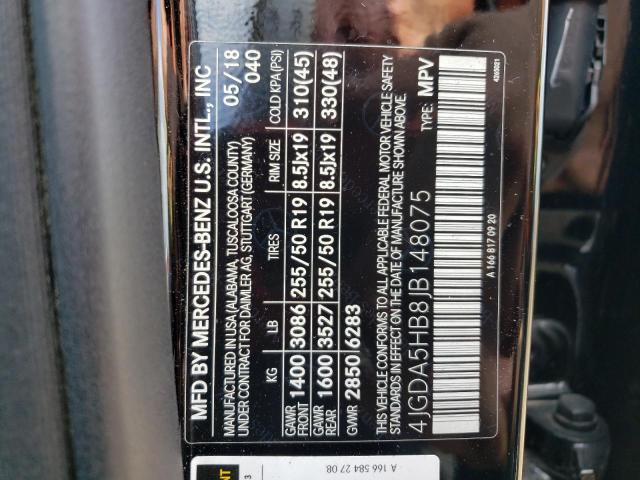 MFD BY MERCEDES-BENZ U.S. INTL., INC 05/18
MANUFACTURED IN USA (ALABAMA, TUSCALOOSA COUNTY) 040
UNDER CONTRACT FOR DAIMLER AG, STUTTGART (GERMANY)
KG LB TIRES RIM SIZE COLD KPA(PSI)
GAWR FRONT 1400 3086 255/50 R19 8.5Jx19 310(45)
GAWR REAR 1600 3527 255/50 R19 8.5Jx19 330(48)
GVWR 2850 6283
THIS VEHICLE CONFORMS TO ALL APPLICABLE FEDERAL MOTOR VEHICLE SAFETY
AND THEFT PREVENTION STANDARDS IN EFFECT ON THE DATE OF MANUFACTURE SHOWN ABOVE.
4JGDA5HB8JB148075 TYPE: MPV
A 166 817 09 20
4265021
A 166 584 27 08